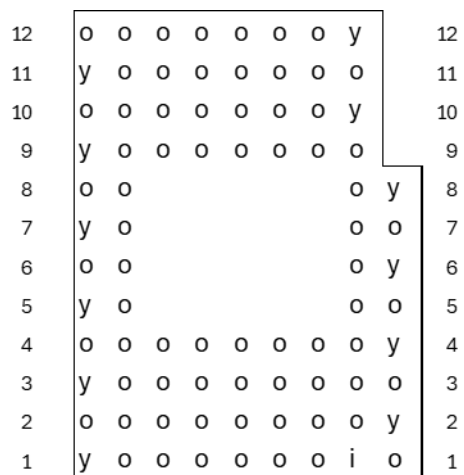 12 o o o o o o o y 12
11 y o o o o o o o 11
10 o o o o o o o y 10
9 y o o o o o o o 9
8 o o o y 8
7 y o o o 7
6 o o o y 6
5 y o o o 5
4 o o o o o o o o y 4
3 y o o o o o o o o 3
2 o o o o o o o o y 2
1 y o o o o o o i o 1